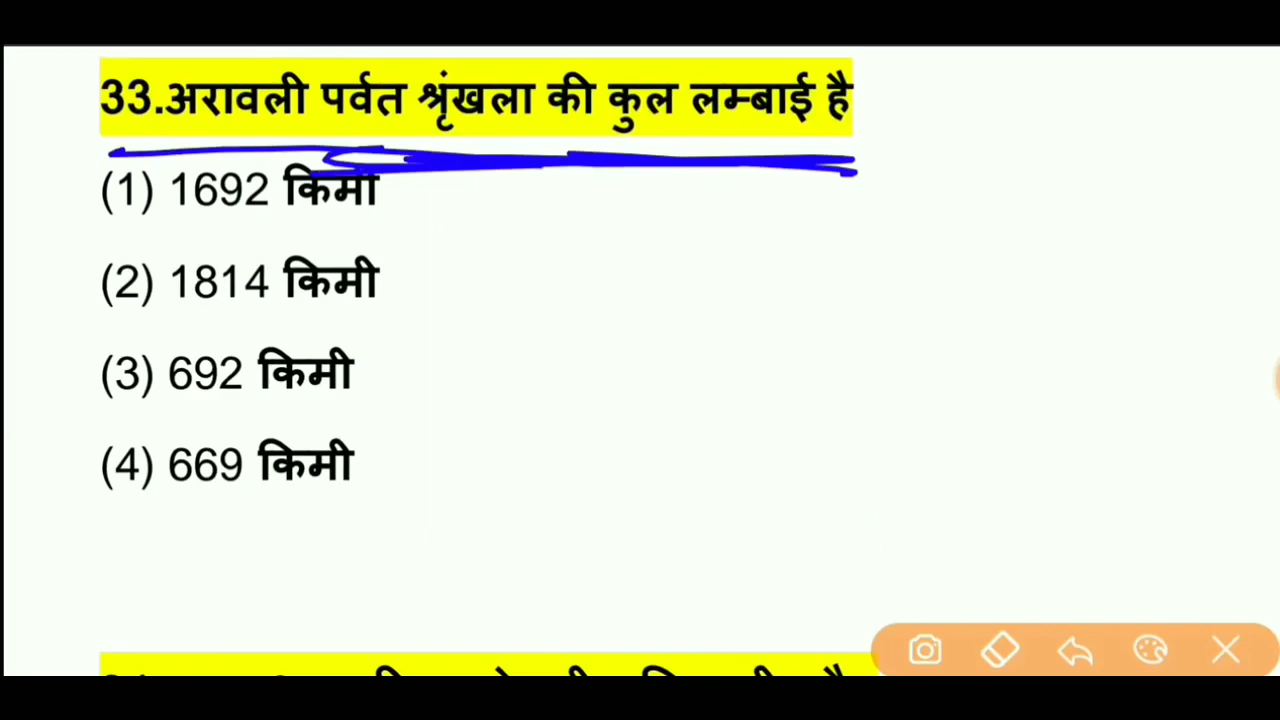 33.अरावली पर्वत श्रृंखला की कुल लम्बाई है
(1) 1692 किमी
(2) 1814 किमी
(3) 692 किमी
(4) 669 किमी